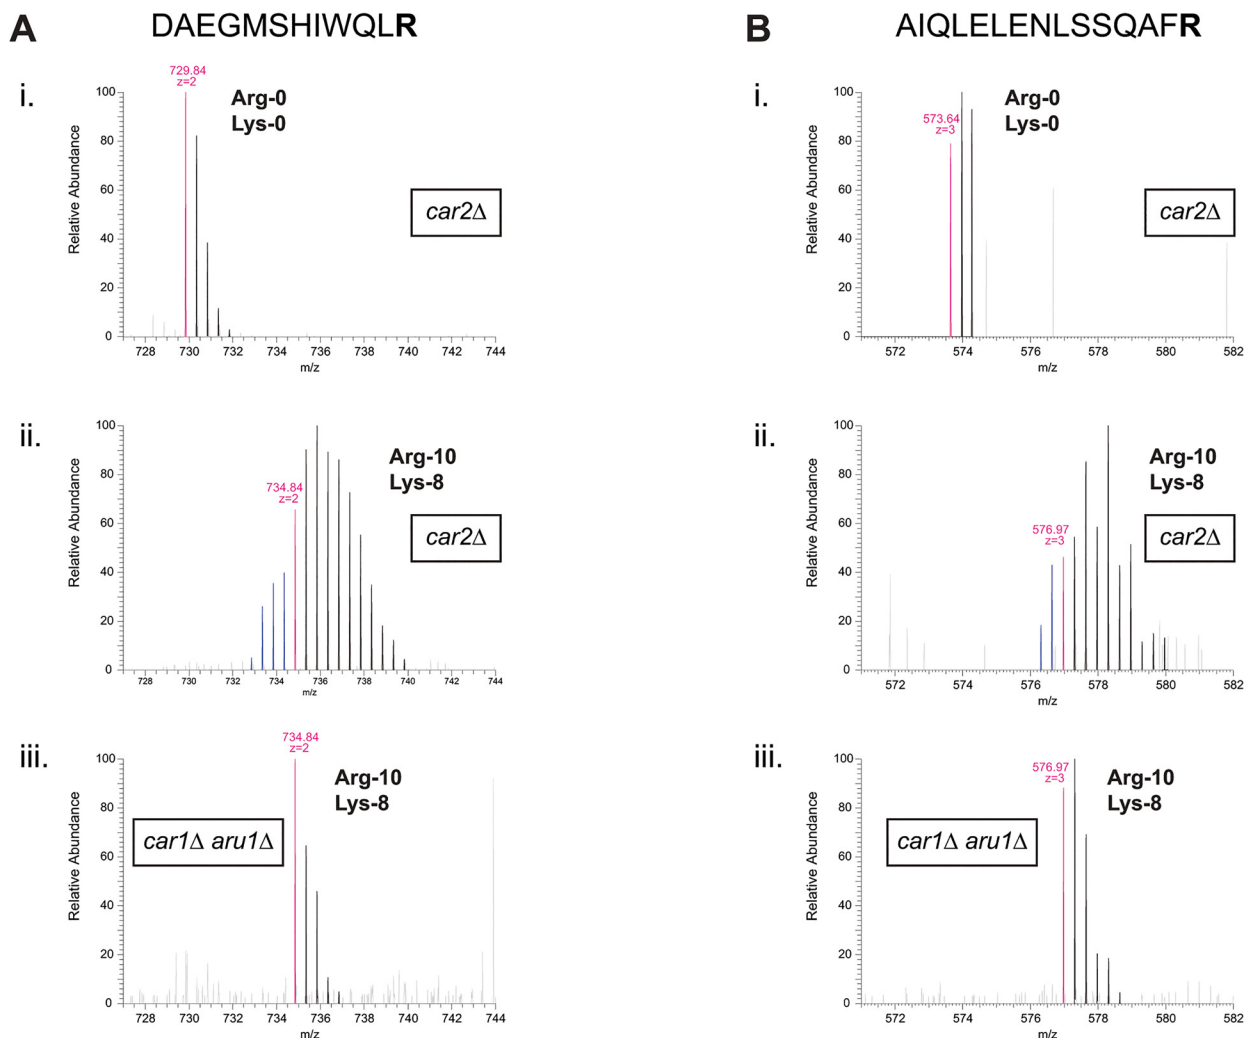 A
DAEGMSHIWQLR
i.
729.84
z=2
Arg-0
Lys-0
car2Δ
Relative Abundance
100
80
60
40
20
0
728 730 732 734 736 738 740 742 744
m/z
ii.
734.84
z=2
Arg-10
Lys-8
car2Δ
Relative Abundance
100
80
60
40
20
0
728 730 732 734 736 738 740 742 744
m/z
iii.
734.84
z=2
Arg-10
Lys-8
car1Δ aru1Δ
Relative Abundance
100
80
60
40
20
0
728 730 732 734 736 738 740 742 744
m/z
B
AIQLELENLSSQAFR
i.
573.64
z=3
Arg-0
Lys-0
car2Δ
Relative Abundance
100
80
60
40
20
0
572 574 576 578 580 582
m/z
ii.
576.97
z=3
Arg-10
Lys-8
car2Δ
Relative Abundance
100
80
60
40
20
0
572 574 576 578 580 582
m/z
iii.
576.97
z=3
Arg-10
Lys-8
car1Δ aru1Δ
Relative Abundance
100
80
60
40
20
0
572 574 576 578 580 582
m/z